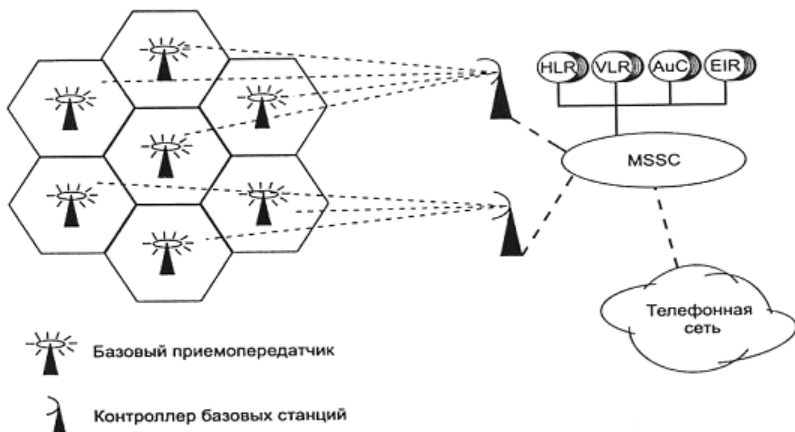 HLR VLR AuC EIR
MSSC
Телефонная
сеть
Базовый приемопередатчик
Контроллер базовых станций